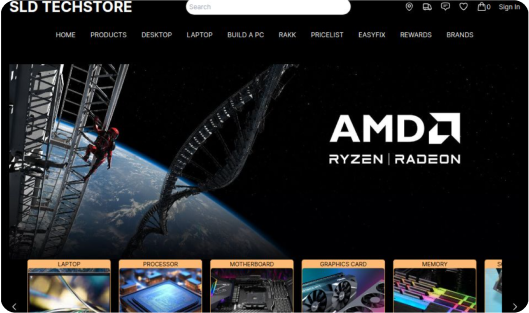 SLD TECHSTORE
Search
0 Sign In
HOME PRODUCTS DESKTOP LAPTOP BUILD A PC RAKK PRICELIST EASYFIX REWARDS BRANDS
AMD
RYZEN | RADEON
LAPTOP PROCESSOR MOTHERBOARD GRAPHICS CARD MEMORY